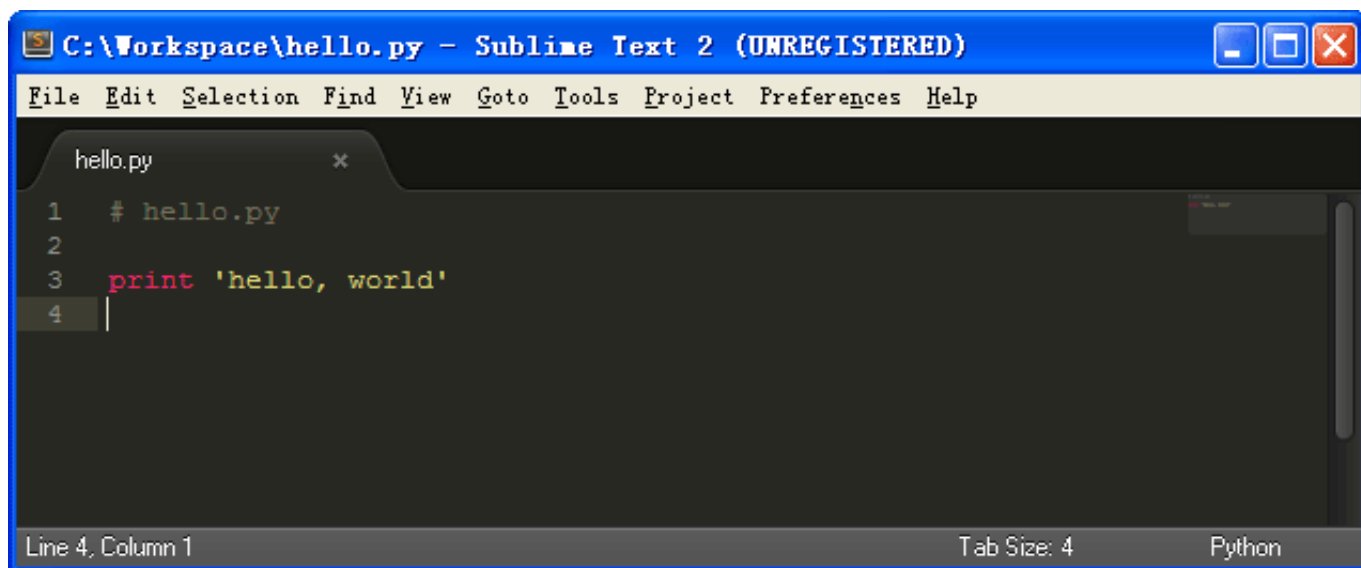 C:\Workspace\hello.py - Sublime Text 2 (UNREGISTERED)
File Edit Selection Find View Goto Tools Project Preferences Help
hello.py
1 # hello.py
2
3 print 'hello, world'
4
Line 4, Column 1 Tab Size: 4 Python